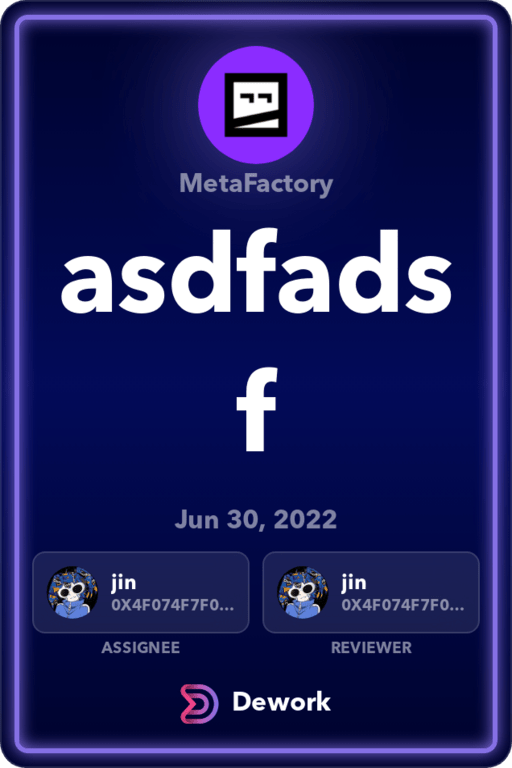 MetaFactory
asdfads
f
Jun 30, 2022
jin
0X4F074F7F0...
ASSIGNEE
jin
0X4F074F7F0...
REVIEWER
Dework